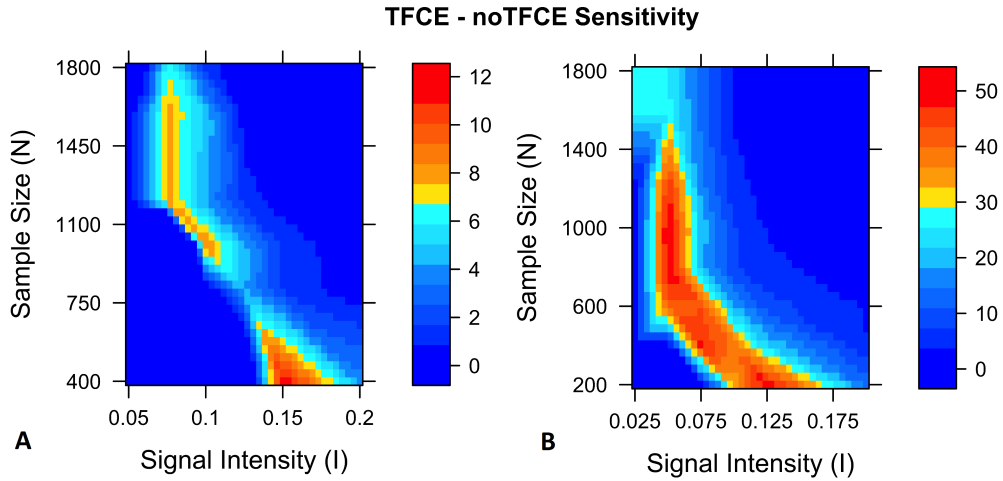 TFCE - noTFCE Sensitivity
Sample Size (N)
1800
1450
1100
750
400
0.05 0.1 0.15 0.2
Signal Intensity (I)
12
10
8
6
4
2
0
A
Sample Size (N)
1800
1400
1000
600
200
0.025 0.075 0.125 0.175
Signal Intensity (I)
50
40
30
20
10
0
B